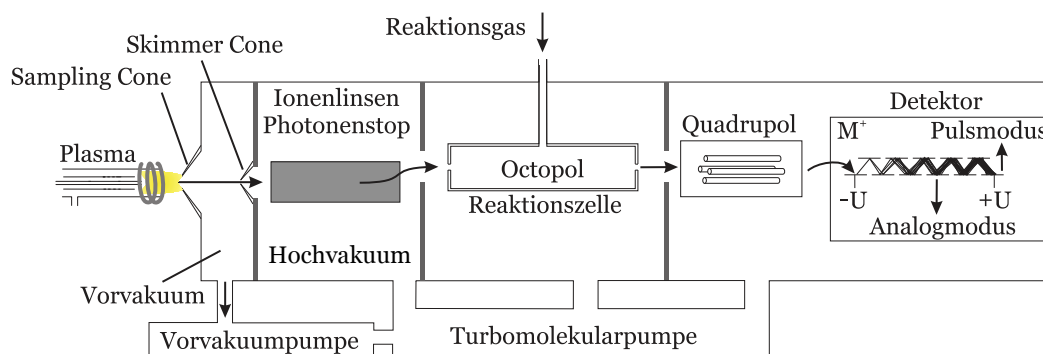 Reaktionsgas
Skimmer Cone
Sampling Cone
Ionenlinsen
Photonenstop
Detektor
Plasma
Quadrupol
M⁺
Pulsmodus
Octopol
Reaktionszelle
-U
+U
Analogmodus
Hochvakuum
Vorvakuum
Vorvakuumpumpe
Turbomolekularpumpe